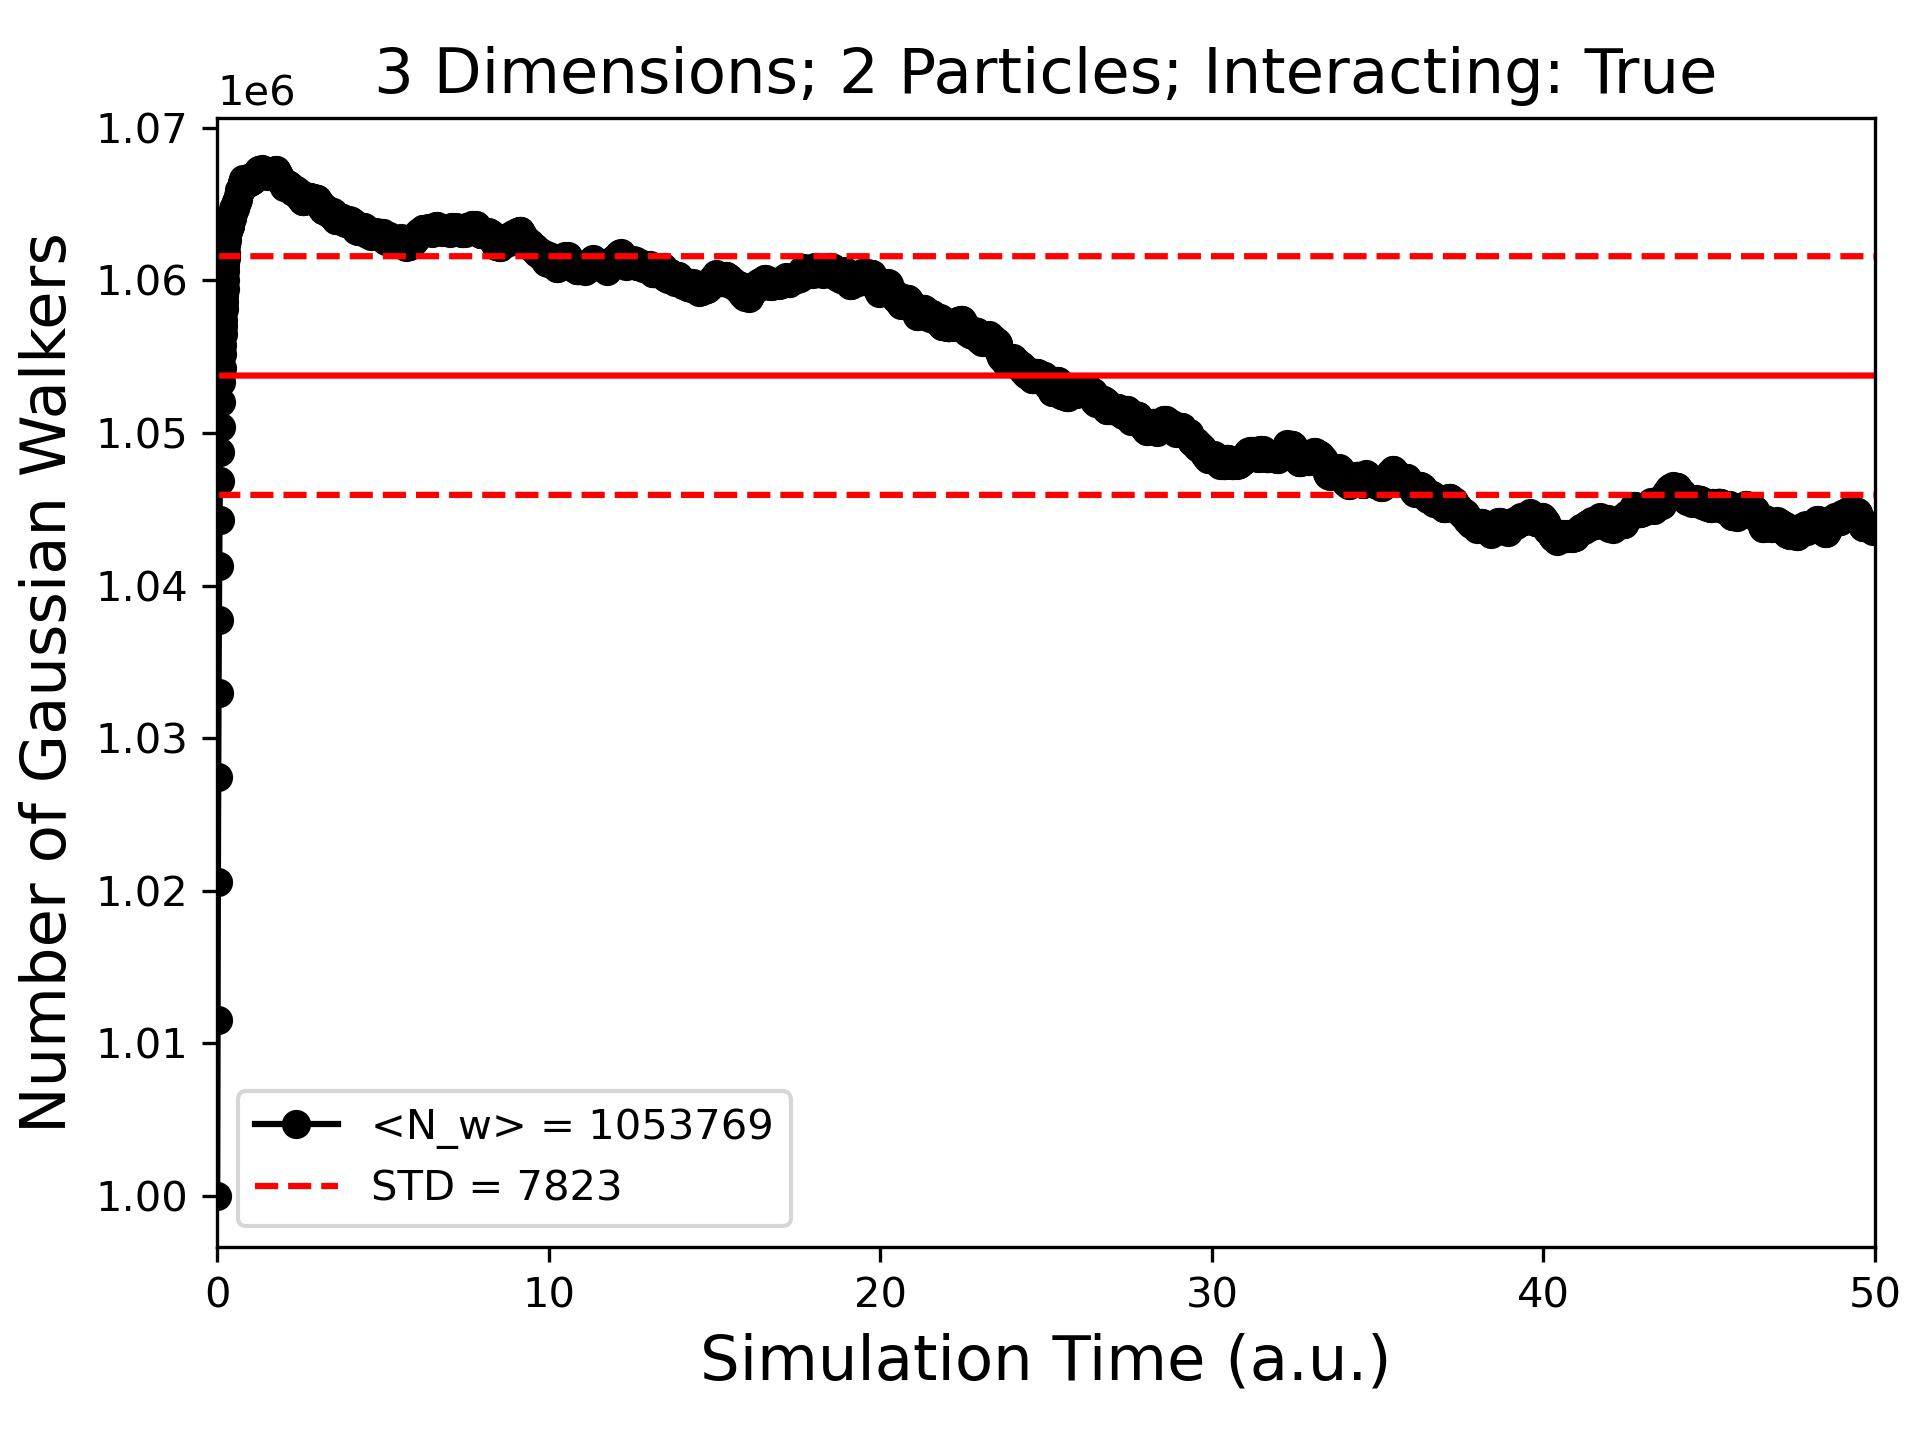 3 Dimensions; 2 Particles; Interacting: True
1e6
1.07
1.06
1.05
1.04
1.03
1.02
1.01
1.00
Number of Gaussian Walkers
<N_w> = 1053769
STD = 7823
0 10 20 30 40 50
Simulation Time (a.u.)